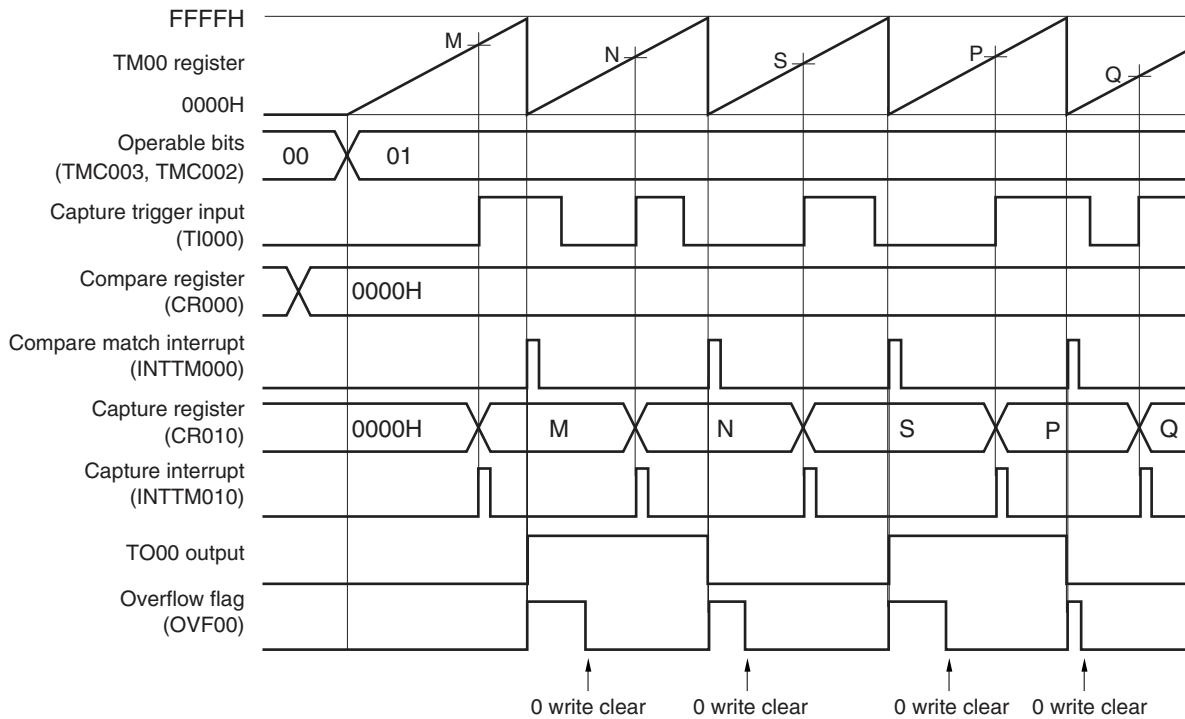 FFFFH
TM00 register
0000H
M
N
S
P
Q
Operable bits
(TMC003, TMC002)
00
01
Capture trigger input
(TI000)
Compare register
(CR000)
0000H
Compare match interrupt
(INTTM000)
Capture register
(CR010)
0000H
M
N
S
P
Q
Capture interrupt
(INTTM010)
TO00 output
Overflow flag
(OVF00)
0 write clear
0 write clear
0 write clear
0 write clear